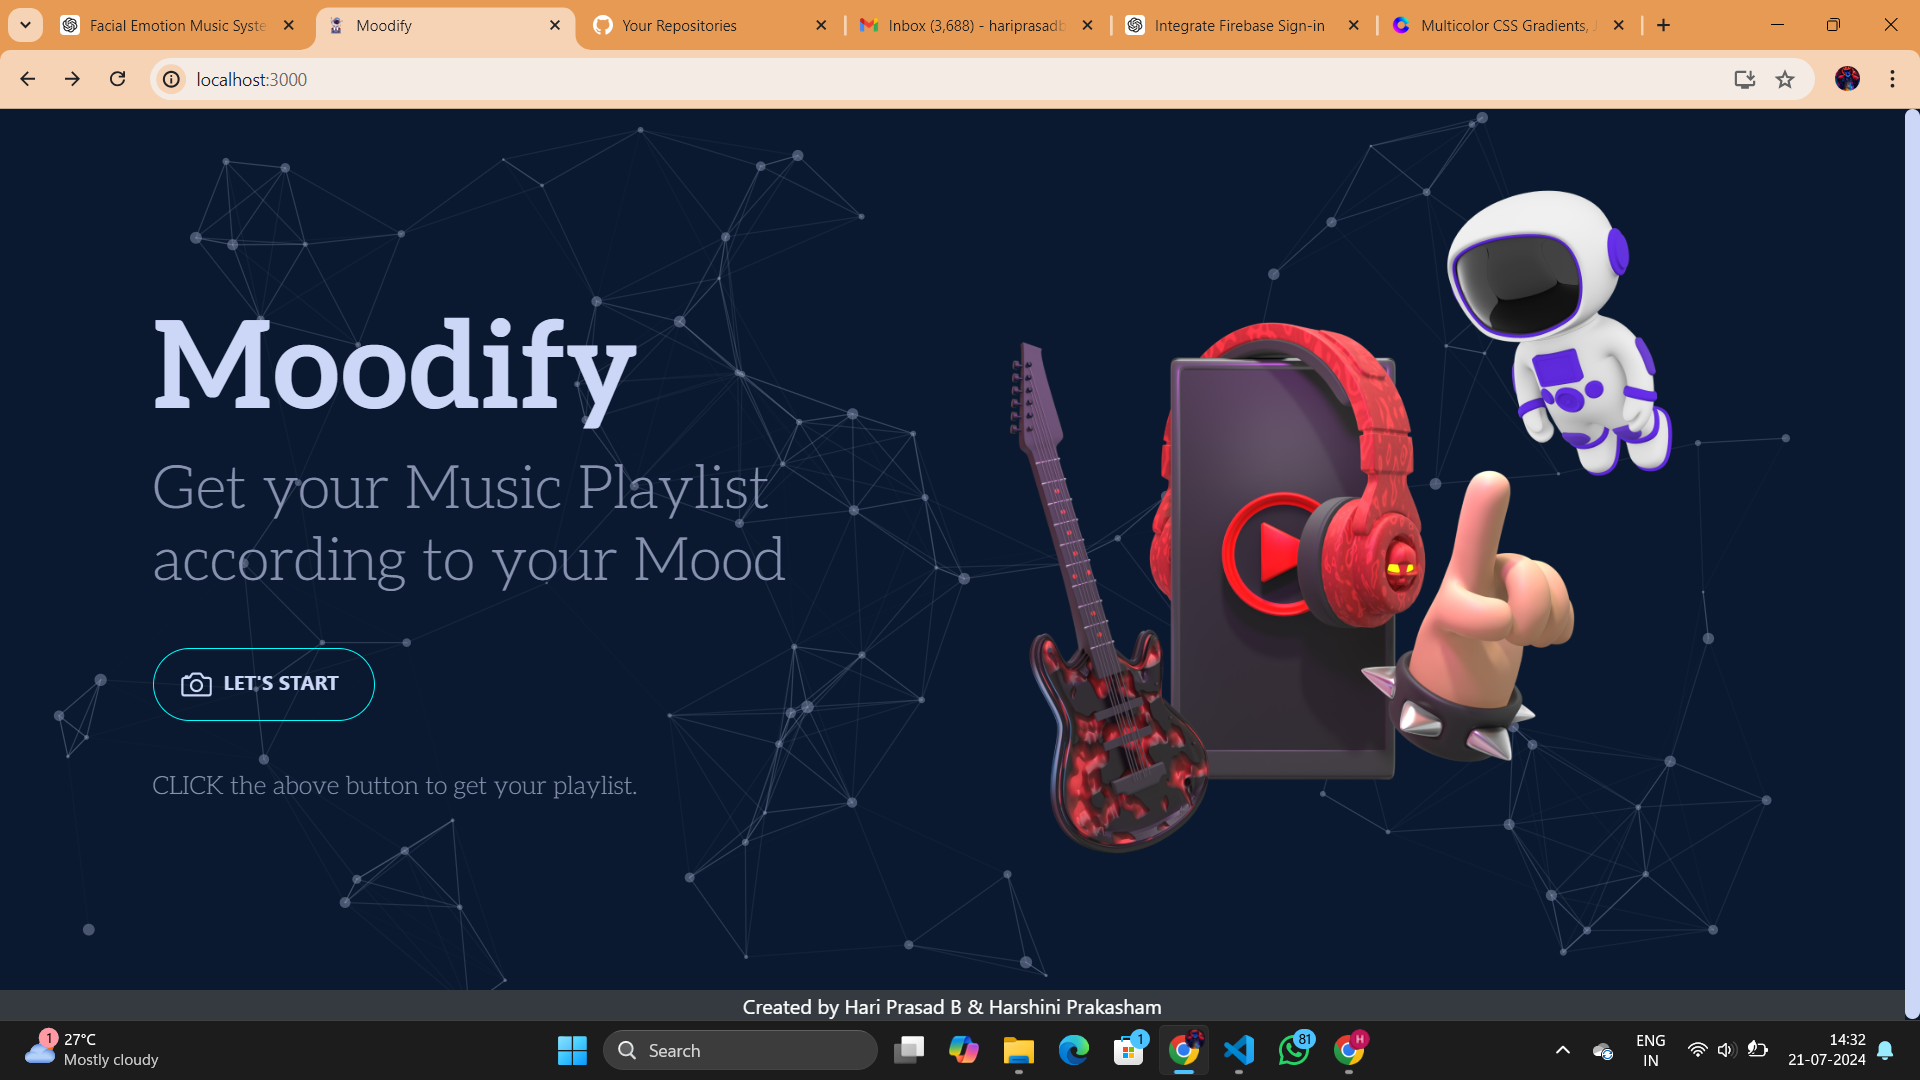 Facial Emotion Music Syste
Moodify
Your Repositories
Inbox (3,688) - hariprasadb
Integrate Firebase Sign-in
Multicolor CSS Gradients, J
localhost:3000
Moodify
Get your Music Playlist
according to your Mood
LET'S START
CLICK the above button to get your playlist.
Created by Hari Prasad B & Harshini Prakasham
1
27°C
Mostly cloudy
Search
1
81
H
ENG
IN
14:32
21-07-2024